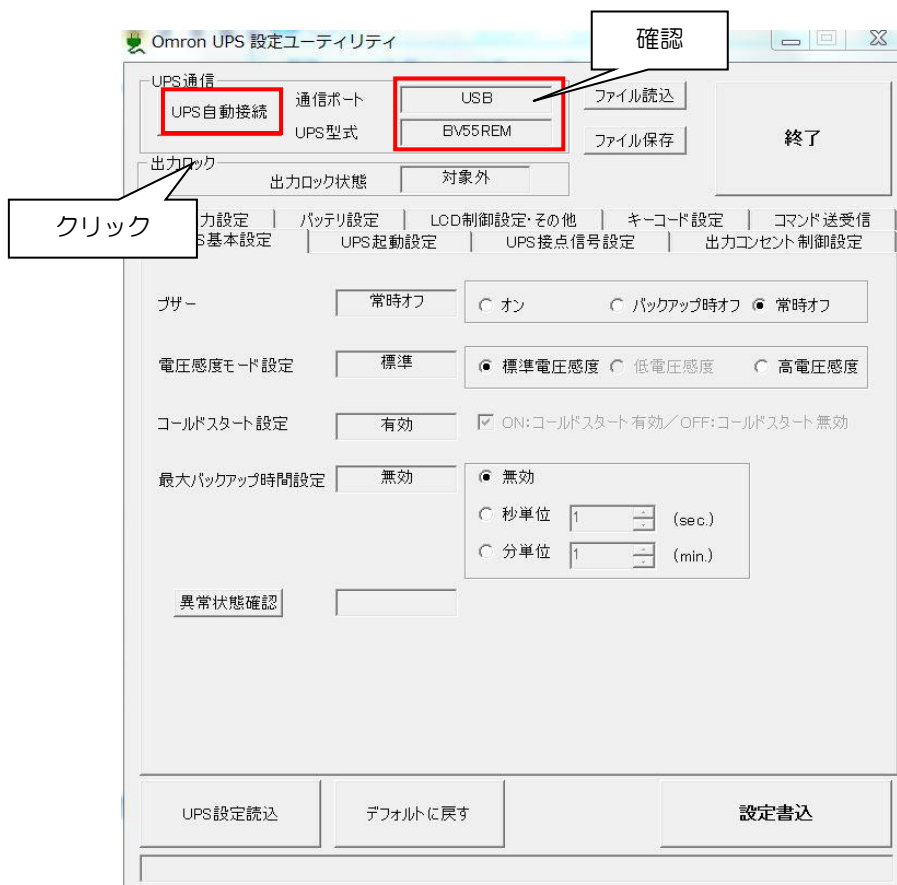 Omron UPS 設定ユーティリティ
確認
UPS通信
UPS自動接続
通信ポート
USB
ファイル読込
UPS型式
BV55REM
ファイル保存
終了
出力ロック
出力ロック状態
対象外
クリック
力設定
バッテリ設定
LCD制御設定・その他
キーコード設定
コマンド送受信
S基本設定
UPS起動設定
UPS接点信号設定
出力コンセント制御設定
ブザー
常時オフ
オン
バックアップ時オフ
常時オフ
電圧感度モード設定
標準
標準電圧感度
低電圧感度
高電圧感度
コールドスタート設定
有効
ON:コールドスタート有効/OFF:コールドスタート無効
最大バックアップ時間設定
無効
無効
秒単位
1
(sec.)
分単位
1
(min.)
異常状態確認
UPS設定読込
デフォルトに戻す
設定書込